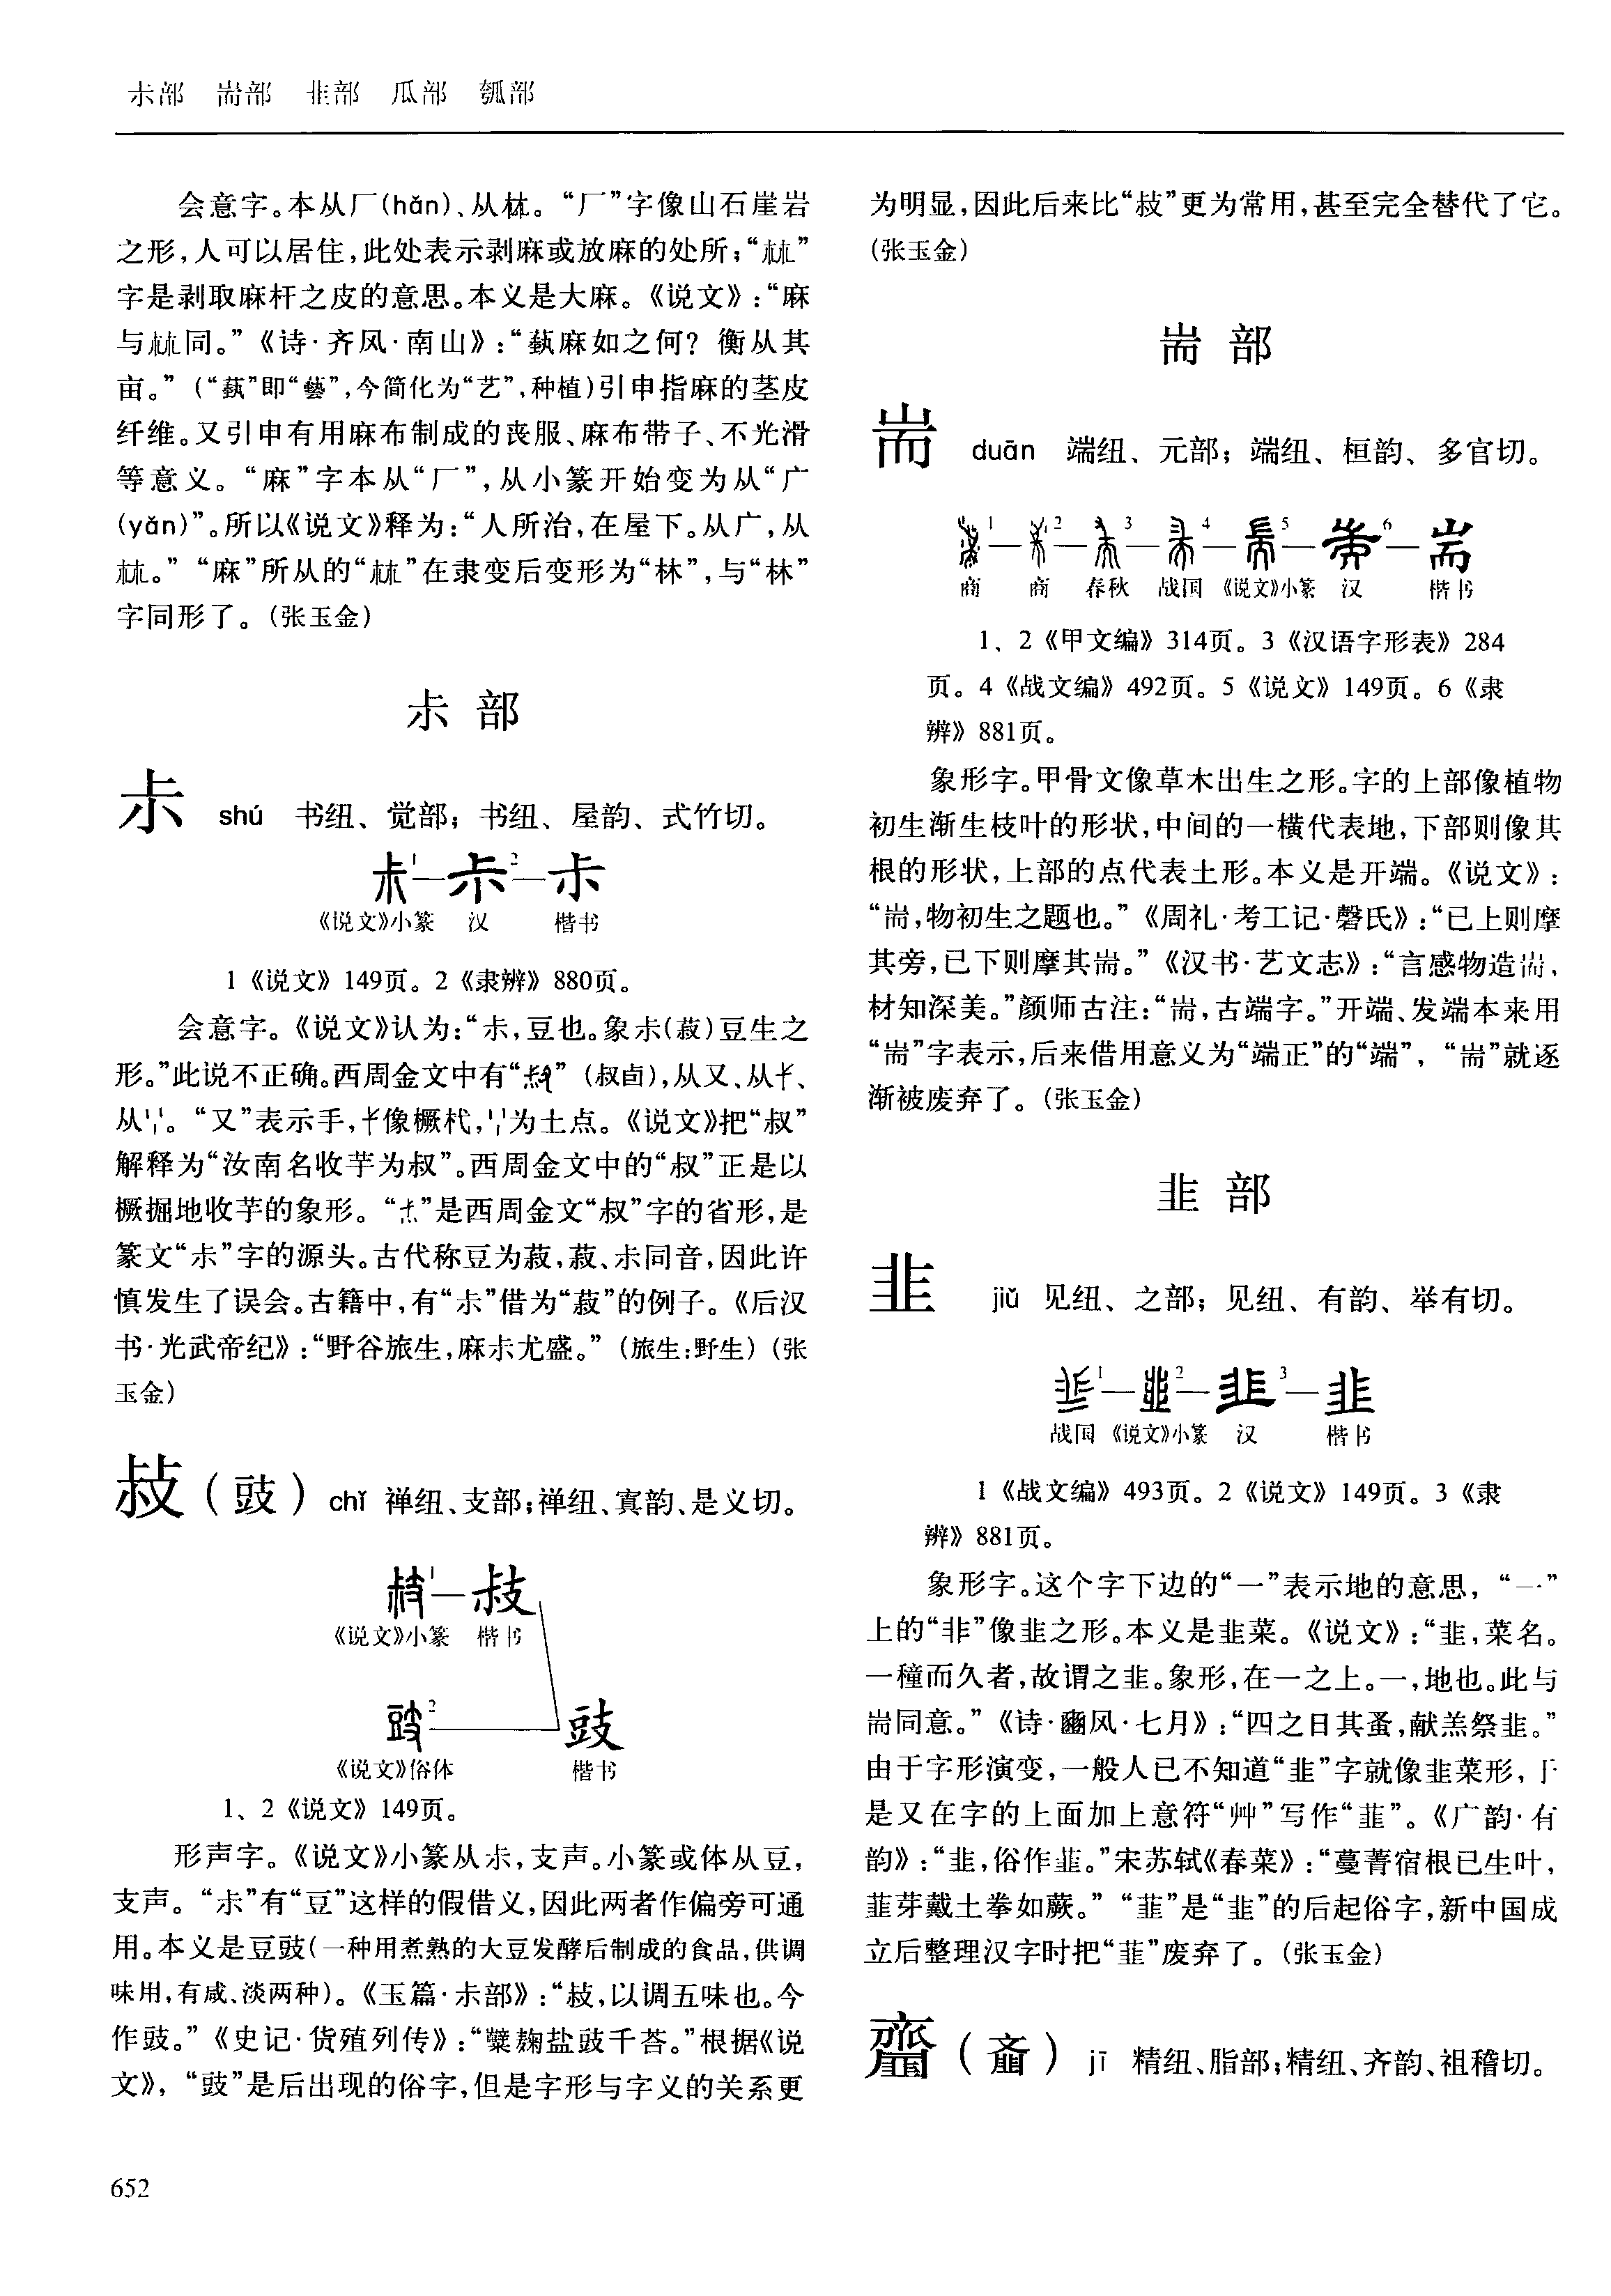 尗部 耑部 韭部 瓜部 瓠部
会意字。本从厂(hǎn)、从𣏟。“厂”字像山石崖岩
之形,人可以居住,此处表示剥麻或放麻的处所;“𣏟”
字是剥取麻杆之皮的意思。本义是大麻。《说文》:“麻
与𣏟同。”《诗·齐风·南山》:“蓺麻如之何? 衡从其
亩。”(“蓺”即“藝”,今简化为“艺”,种植)引申指麻的茎皮
纤维。又引申有用麻布制成的丧服、麻布带子、不光滑
等意义。“麻”字本从“厂”,从小篆开始变为从“广
(yǎn)”。所以《说文》释为:“人所治,在屋下。从广,从
𣏟。”“麻”所从的“𣏟”在隶变后变形为“林”,与“林”
字同形了。(张玉金)
尗 部
尗 shú 书纽、觉部;书纽、屋韵、式竹切。
尗1—尗2—尗
《说文》小篆 汉 楷书
1《说文》149页。2《隶辨》880页。
会意字。《说文》认为:“尗,豆也。象尗(菽)豆生之
形。”此说不正确。西周金文中有“”(叔卣),从又、从、
从。“又”表示手,像橛杙,为土点。《说文》把“叔”
解释为“汝南名收芋为叔”。西周金文中的“叔”正是以
橛掘地收芋的象形。“”是西周金文“叔”字的省形,是
篆文“尗”字的源头。古代称豆为菽,菽、尗同音,因此许
慎发生了误会。古籍中,有“尗”借为“菽”的例子。《后汉
书·光武帝纪》:“野谷旅生,麻尗尤盛。”(旅生:野生)(张
玉金)
敊(豉) chǐ 禅纽、支部;禅纽、寘韵、是义切。
敊1—敊
《说文》小篆 楷书
豉2—豉
《说文》俗体 楷书
1、2《说文》149页。
形声字。《说文》小篆从尗,支声。小篆或体从豆,
支声。“尗”有“豆”这样的假借义,因此两者作偏旁可通
用。本义是豆豉(一种用煮熟的大豆发酵后制成的食品,供调
味用,有咸、淡两种)。《玉篇·尗部》:“敊,以调五味也。今
作豉。”《史记·货殖列传》:“糱麹盐豉千荅。”根据《说
文》,“豉”是后出现的俗字,但是字形与字义的关系更
为明显,因此后来比“敊”更为常用,甚至完全替代了它。
(张玉金)
耑 部
耑 duān 端纽、元部;端纽、桓韵、多官切。
耑1—耑2—耑3—耑4—耑5—耑6—耑
商 商 春秋 战国 《说文》小篆 汉 楷书
1、2《甲文编》314页。3《汉语字形表》284
页。4《战文编》492页。5《说文》149页。6《隶
辨》881页。
象形字。甲骨文像草木出生之形。字的上部像植物
初生渐生枝叶的形状,中间的一横代表地,下部则像其
根的形状,上部的点代表土形。本义是开端。《说文》:
“耑,物初生之题也。”《周礼·考工记·磬氏》:“已上则摩
其旁,已下则摩其耑。”《汉书·艺文志》:“言感物造耑,
材知深美。”颜师古注:“耑,古端字。”开端、发端本来用
“耑”字表示,后来借用意义为“端正”的“端”,“耑”就逐
渐被废弃了。(张玉金)
韭 部
韭 jiǔ 见纽、之部;见纽、有韵、举有切。
韭1—韭2—韭3—韭
战国 《说文》小篆 汉 楷书
1《战文编》493页。2《说文》149页。3《隶
辨》881页。
象形字。这个字下边的“一”表示地的意思,“一”
上的“非”像韭之形。本义是韭菜。《说文》:“韭,菜名。
一穜而久者,故谓之韭。象形,在一之上。一,地也。此与
耑同意。”《诗·豳风·七月》:“四之日其蚤,献羔祭韭。”
由于字形演变,一般人已不知道“韭”字就像韭菜形,于
是又在字的上面加上意符“艸”写作“韮”。《广韵·有
韵》:“韭,俗作韮。”宋苏轼《春菜》:“蔓菁宿根已生叶,
韮芽戴土拳如蕨。”“韮”是“韭”的后起俗字,新中国成
立后整理汉字时把“韮”废弃了。(张玉金)
齏(齑) jī 精纽、脂部;精纽、齐韵、祖稽切。
652